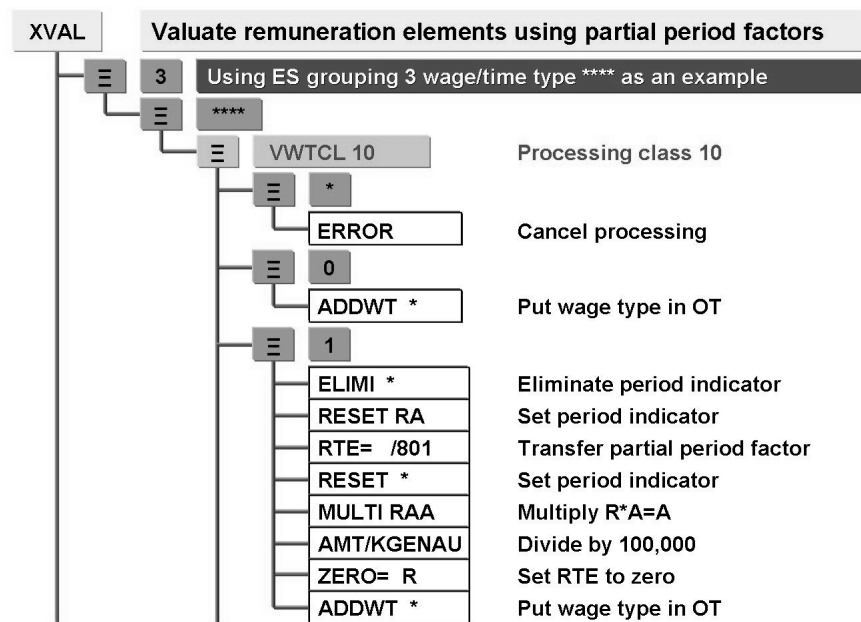 XVAL Valuate remuneration elements using partial period factors
3 Using ES grouping 3 wage/time type **** as an example
****
VWTCL 10 Processing class 10
*
ERROR Cancel processing
0
ADDWT * Put wage type in OT
1
ELIMI * Eliminate period indicator
RESET RA Set period indicator
RTE= /801 Transfer partial period factor
RESET * Set period indicator
MULTI RAA Multiply R*A=A
AMT/KGENAU Divide by 100,000
ZERO= R Set RTE to zero
ADDWT * Put wage type in OT